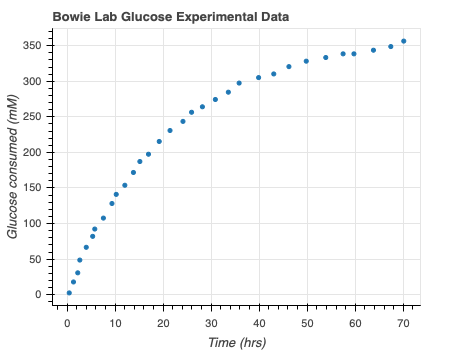 Bowie Lab Glucose Experimental Data
Glucose consumed (mM)
350
300
250
200
150
100
50
0
0 10 20 30 40 50 60 70
Time (hrs)